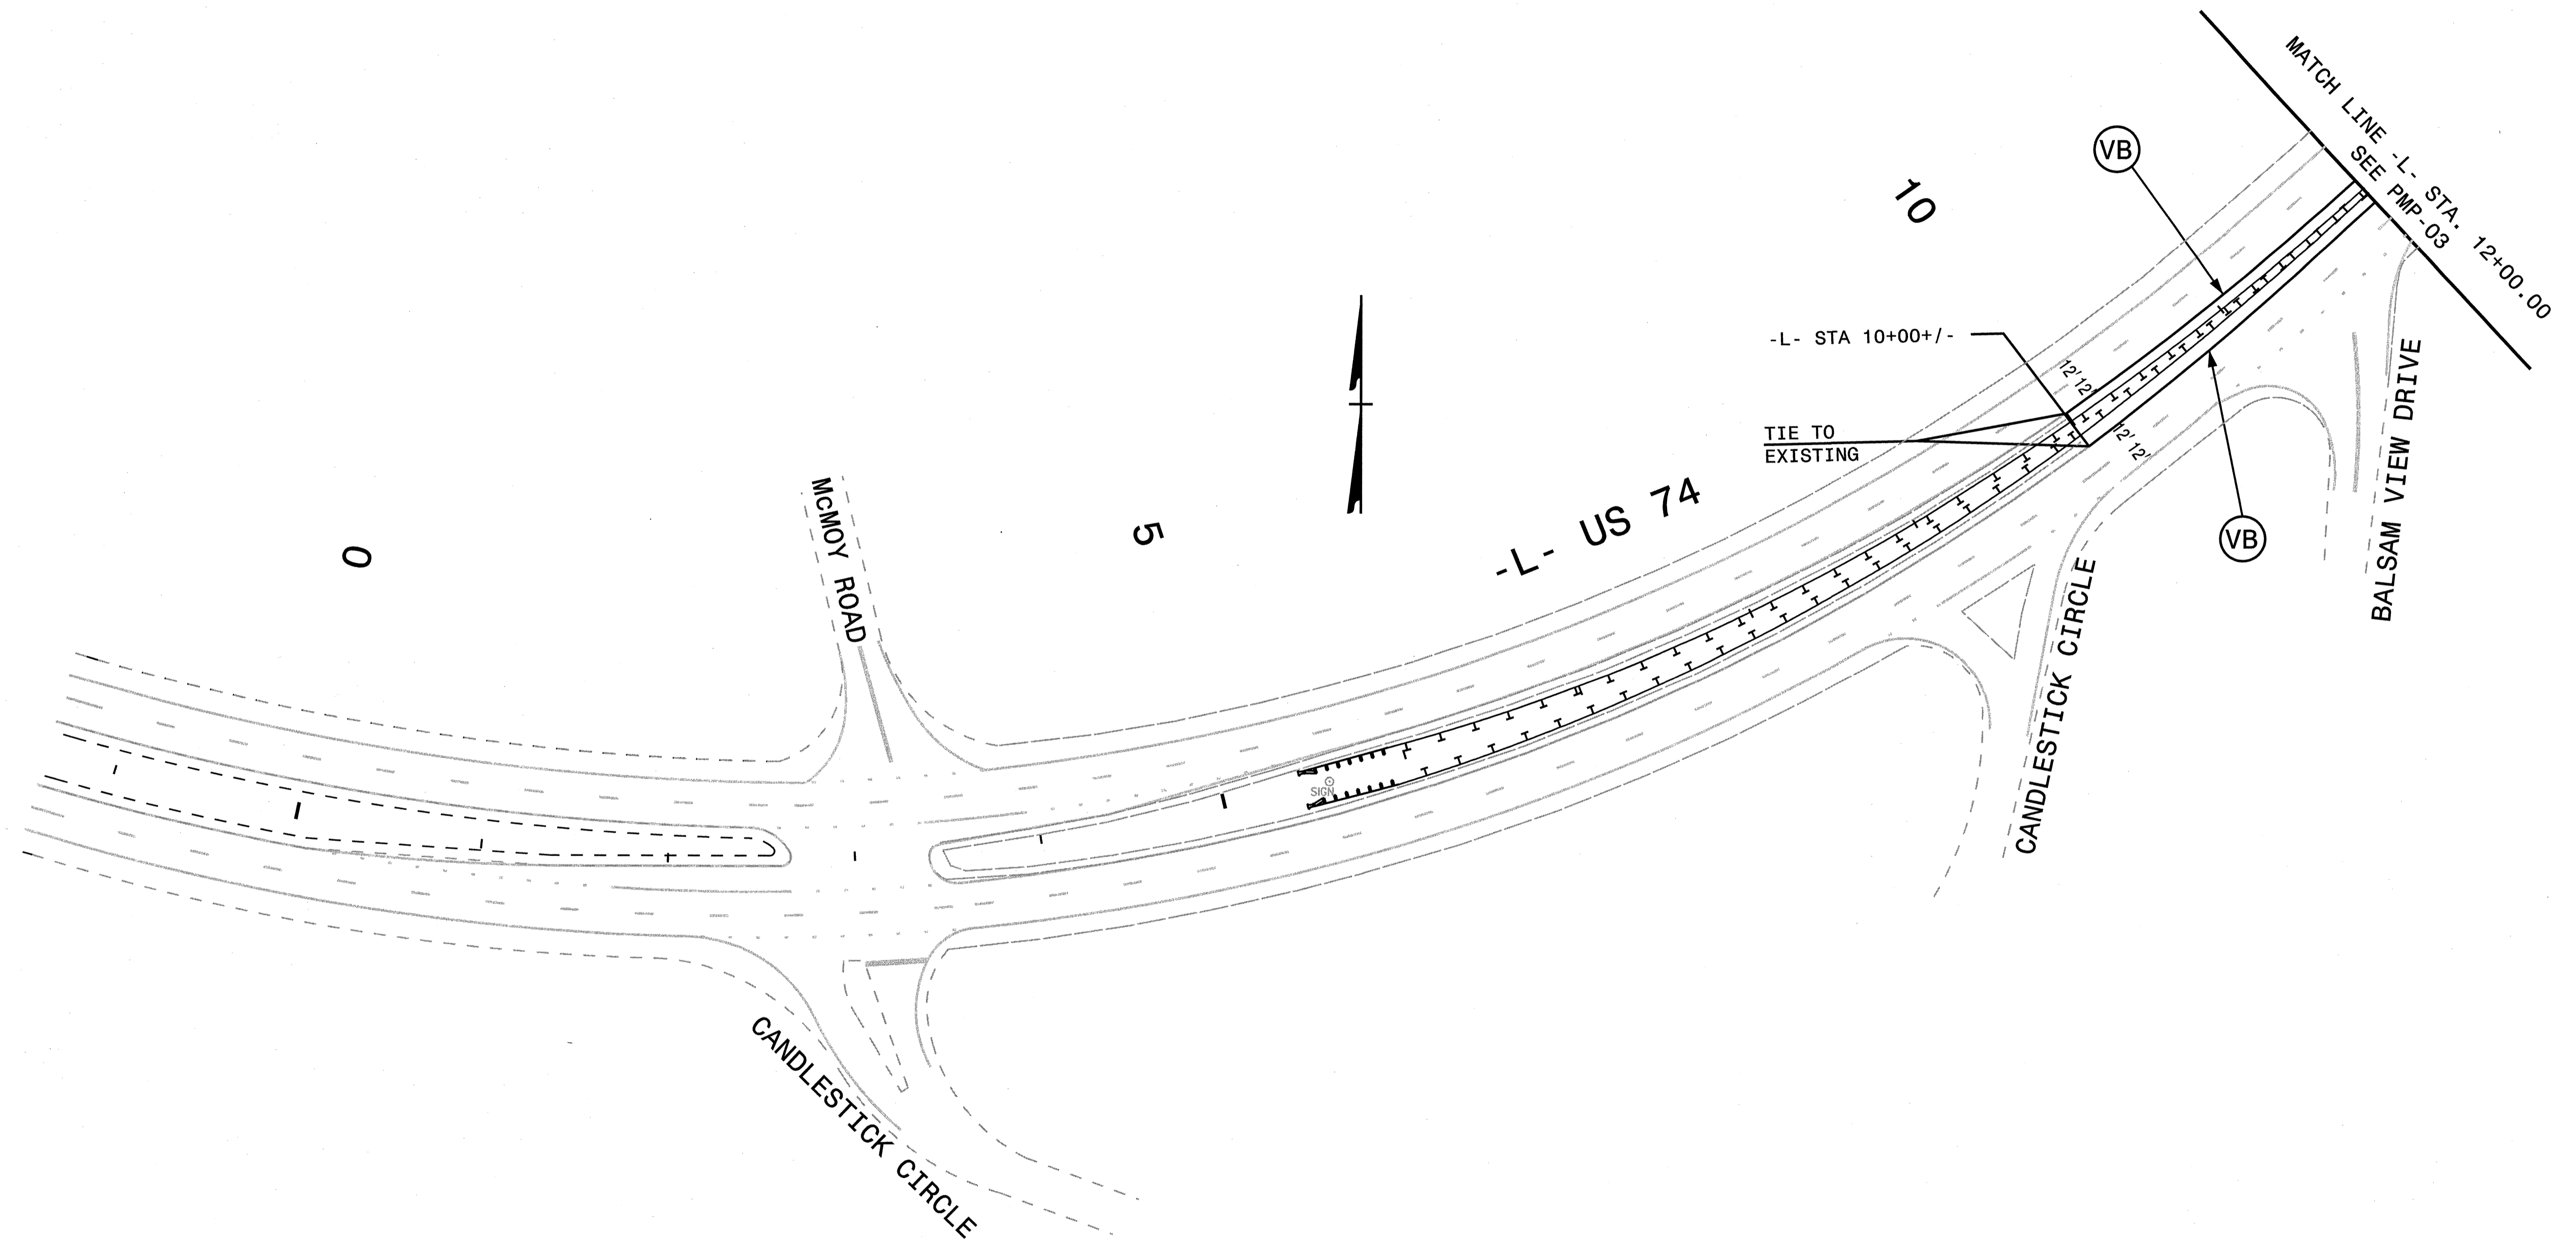 MATCH LINE -L- STA. 12+00.00
SEE PMP-03
VB
10
-L- STA 10+00+/-
12' 12'
12' 12'
TIE TO
EXISTING
BALSAM VIEW DRIVE
VB
-L- US 74
McMOY ROAD
5
0
CANDLESTICK CIRCLE
SIGN
CANDLESTICK CIRCLE